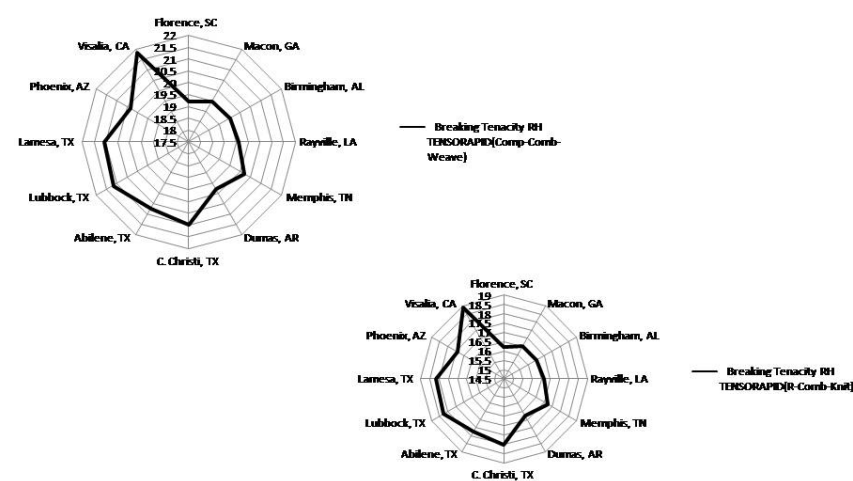 Florence, SC
22
Visalia, CA
21.5
Macon, GA
21
20.5
Phoenix, AZ
20
Birmingham, AL
19.5
19
18.5
18
Lamesa, TX
17.5
Rayville, LA
Breaking Tenacity RH
TENSORAPID(Comp-Comb-
Weave)
Lubbock, TX
Memphis, TN
Abilene, TX
Dumas, AR
C. Christi, TX
Florence, SC
19
Visalia, CA
18.5
Macon, GA
18
17.5
17
Phoenix, AZ
16.5
Birmingham, AL
16
15.5
15
Lamesa, TX
14.5
Rayville, LA
Breaking Tenacity RH
TENSORAPID(R-Comb-Knit)
Lubbock, TX
Memphis, TN
Abilene, TX
Dumas, AR
C. Christi, TX